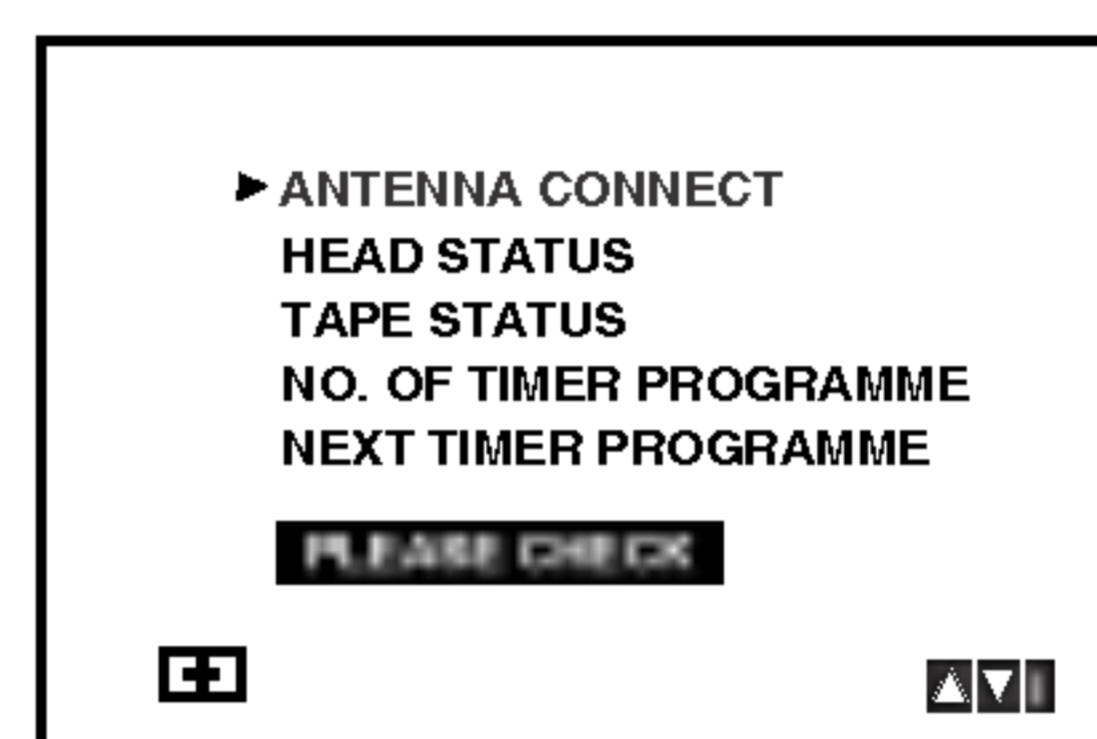 ANTENNA CONNECT
HEAD STATUS
TAPE STATUS
NO. OF TIMER PROGRAMME
NEXT TIMER PROGRAMME
PLEASE CHECK